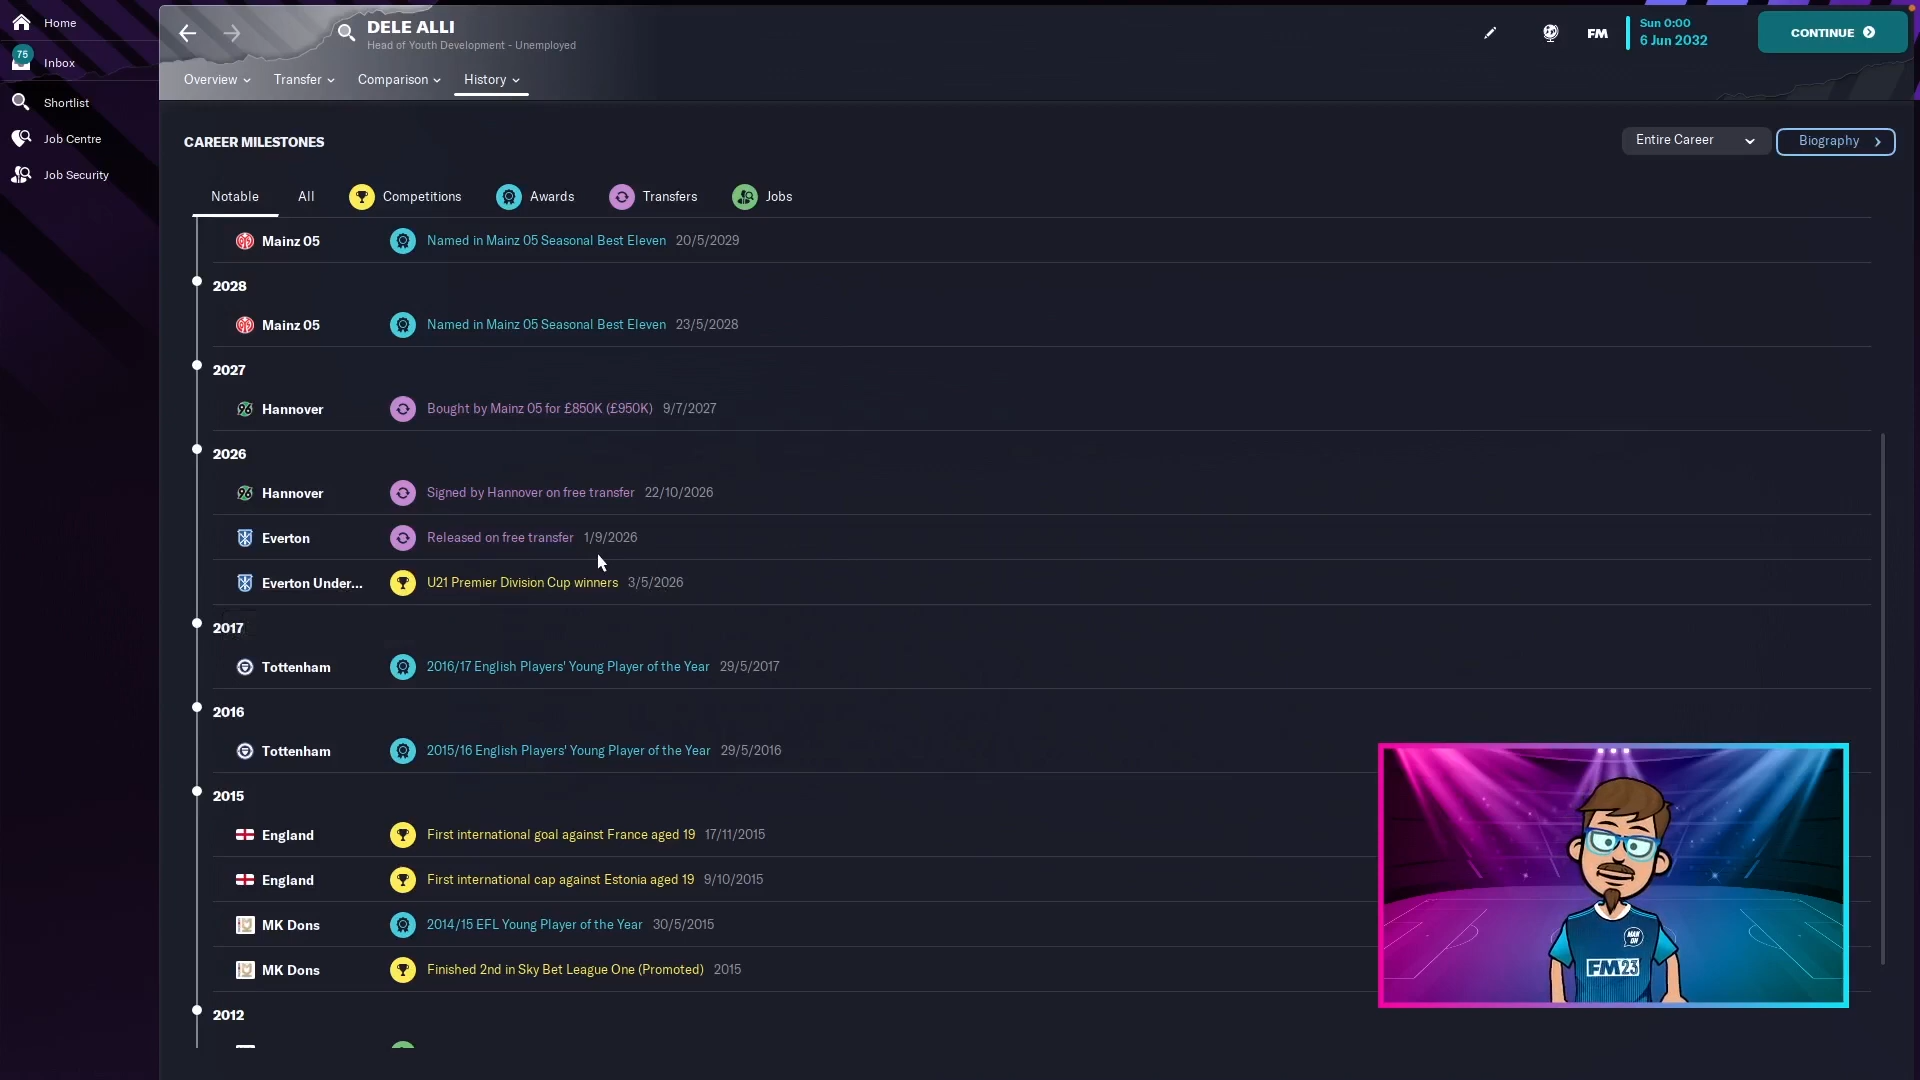 Home
75
Inbox
Shortlist
Job Centre
Job Security
DELE ALLI
Head of Youth Development - Unemployed
FM
Sun 0:00
6 Jun 2032
CONTINUE
Overview
Transfer
Comparison
History
CAREER MILESTONES
Entire Career
Biography
Notable
All
Competitions
Awards
Transfers
Jobs
Mainz 05 Named in Mainz 05 Seasonal Best Eleven 20/5/2029
2028
Mainz 05 Named in Mainz 05 Seasonal Best Eleven 23/5/2028
2027
Hannover Bought by Mainz 05 for £850K (£950K) 9/7/2027
2026
Hannover Signed by Hannover on free transfer 22/10/2026
Everton Released on free transfer 1/9/2026
Everton Under... U21 Premier Division Cup winners 3/5/2026
2017
Tottenham 2016/17 English Players' Young Player of the Year 29/5/2017
2016
Tottenham 2015/16 English Players' Young Player of the Year 29/5/2016
2015
England First international goal against France aged 19 17/11/2015
England First international cap against Estonia aged 19 9/10/2015
MK Dons 2014/15 EFL Young Player of the Year 30/5/2015
MK Dons Finished 2nd in Sky Bet League One (Promoted) 2015
2012
MAN
ON
FM23